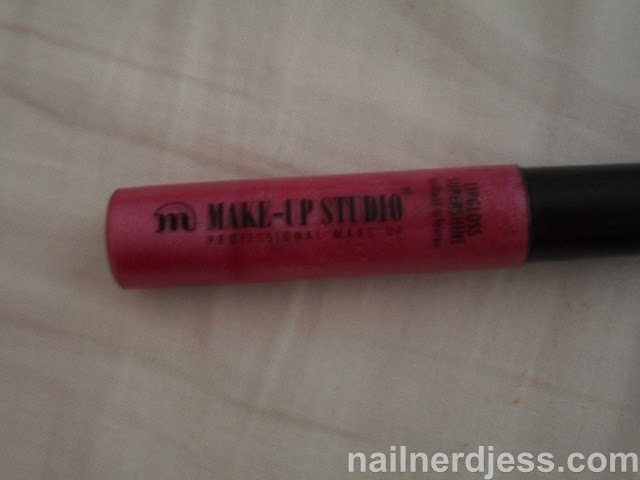 m MAKE-UP STUDIO
PROFESSIONAL MAKE-UP
LIPGLOSS
SUPERSHINE
nailnerdjess.com